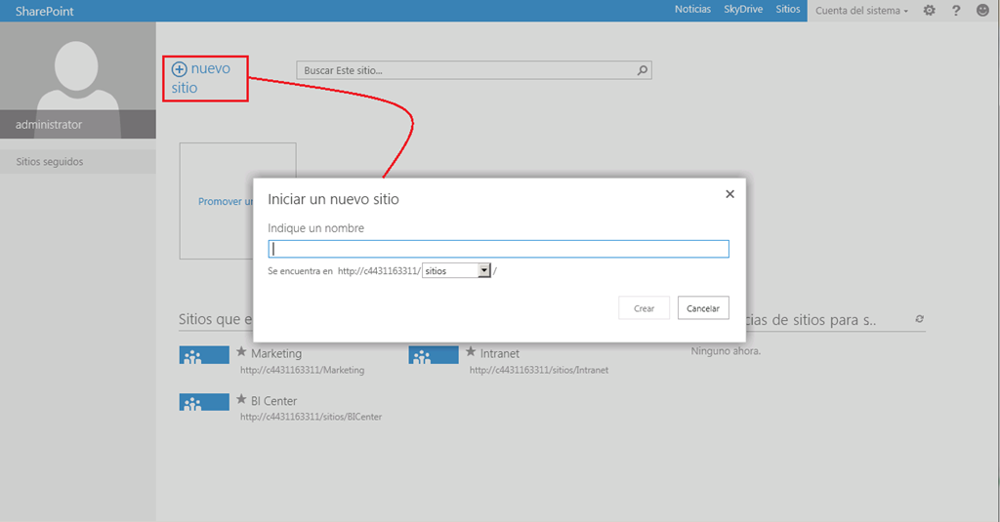 SharePoint
Noticias SkyDrive Sitios Cuenta del sistema
nuevo
sitio
Buscar Este sitio...
administrator
Sitios seguidos
Promover un
Iniciar un nuevo sitio
Indique un nombre
Se encuentra en http://c4431163311/ sitios /
Crear Cancelar
Sitios que e
cias de sitios para s..
Marketing
http://c4431163311/Marketing
Intranet
http://c4431163311/sitios/Intranet
Ninguno ahora.
BI Center
http://c4431163311/sitios/BICenter